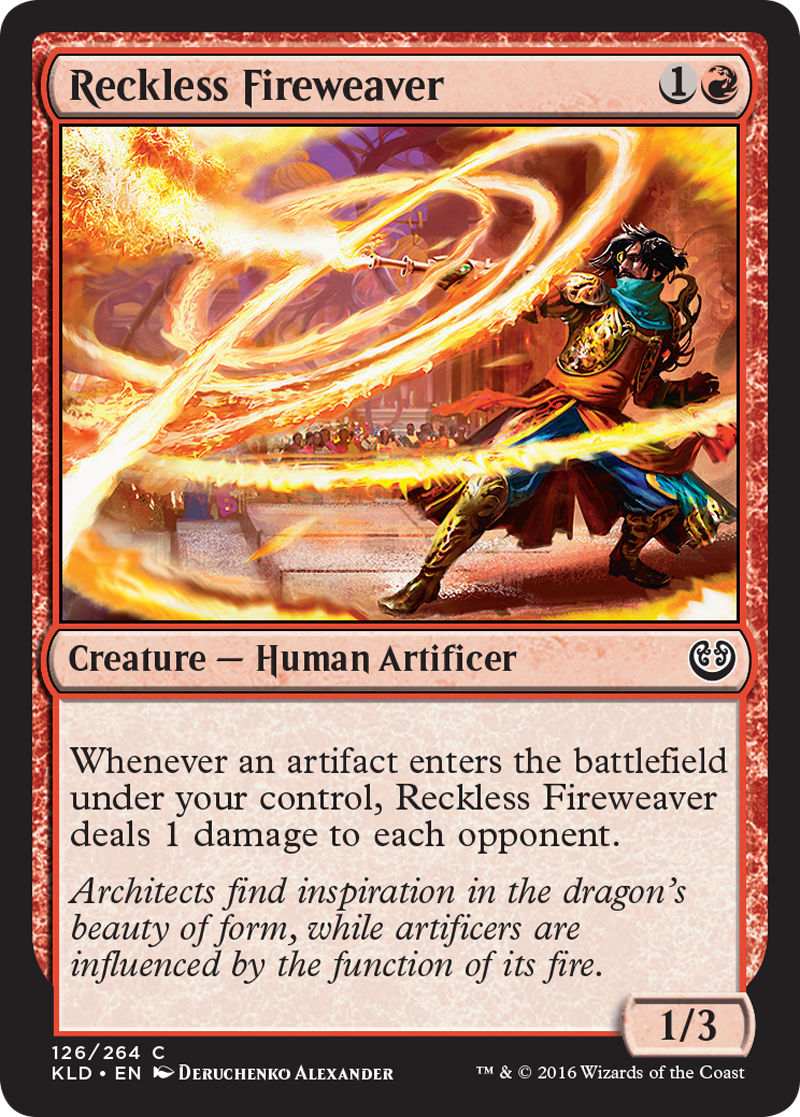 Reckless Fireweaver 1
Creature — Human Artificer
Whenever an artifact enters the battlefield
under your control, Reckless Fireweaver
deals 1 damage to each opponent.
Architects find inspiration in the dragon's
beauty of form, while artificers are
influenced by the function of its fire.
1/3
126/264 C
KLD • EN Deruchenko Alexander
™ & © 2016 Wizards of the Coast